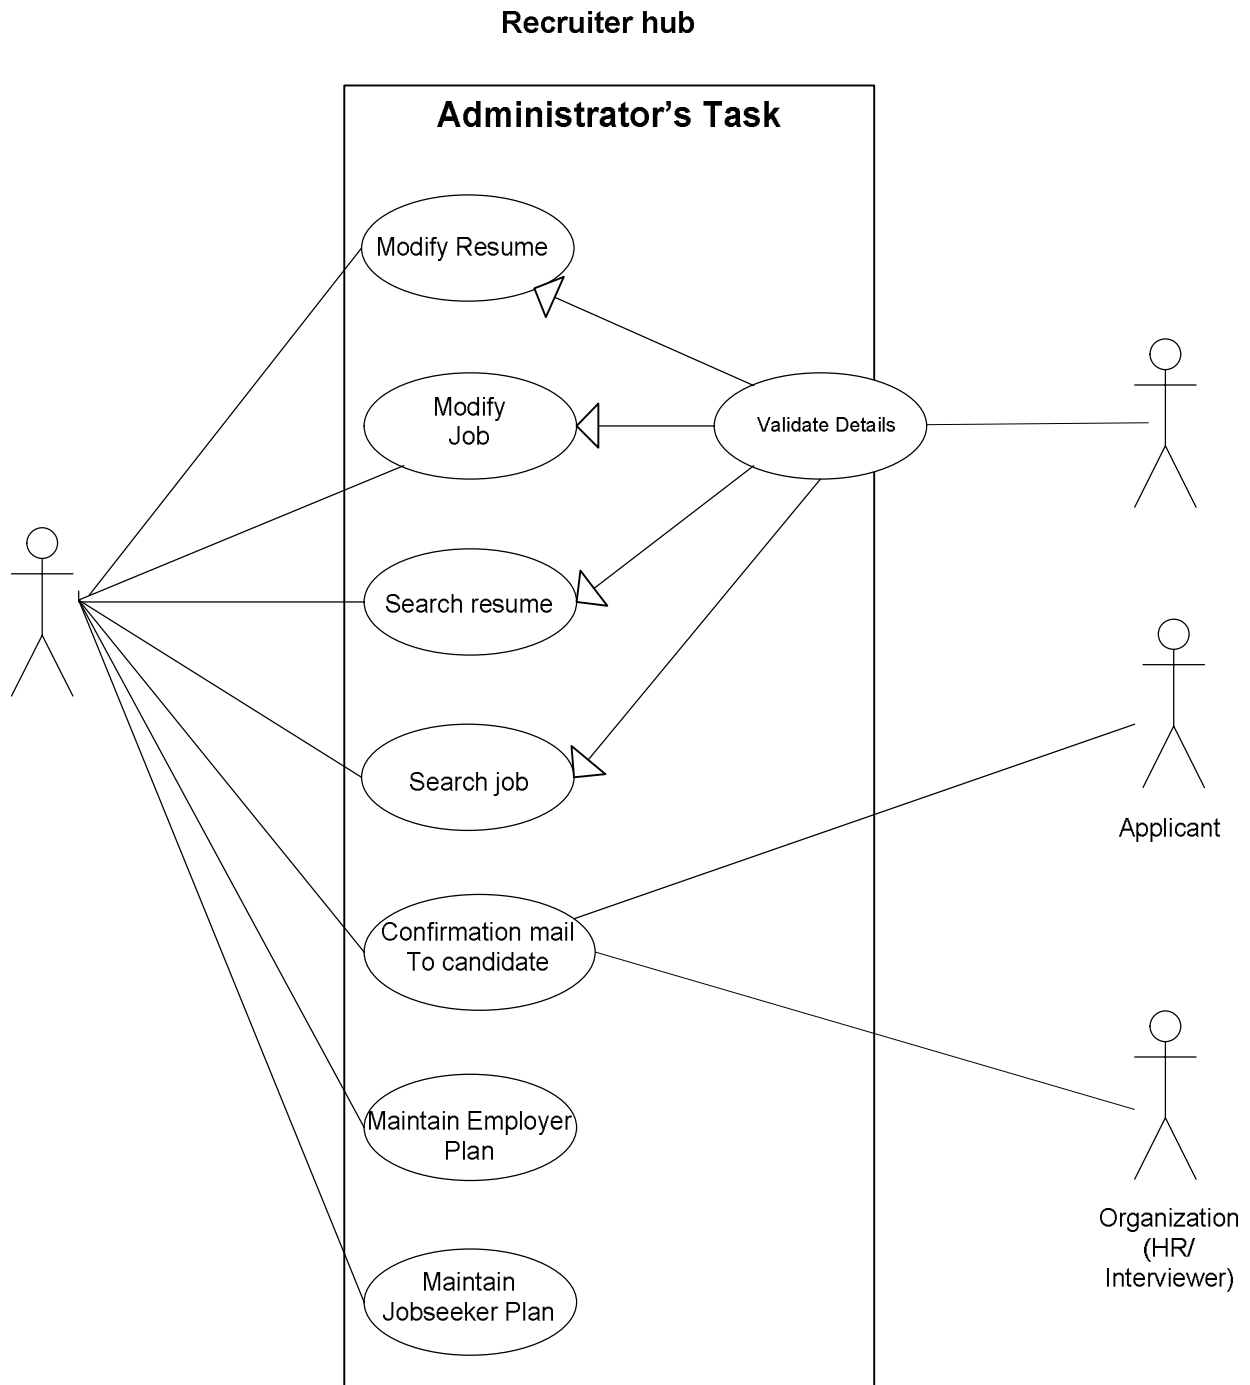 Recruiter hub
Administrator's Task
Modify Resume
Modify
Job
Validate Details
Search resume
Search job
Applicant
Confirmation mail
To candidate
Maintain Employer
Plan
Organization
(HR/
Interviewer)
Maintain
Jobseeker Plan